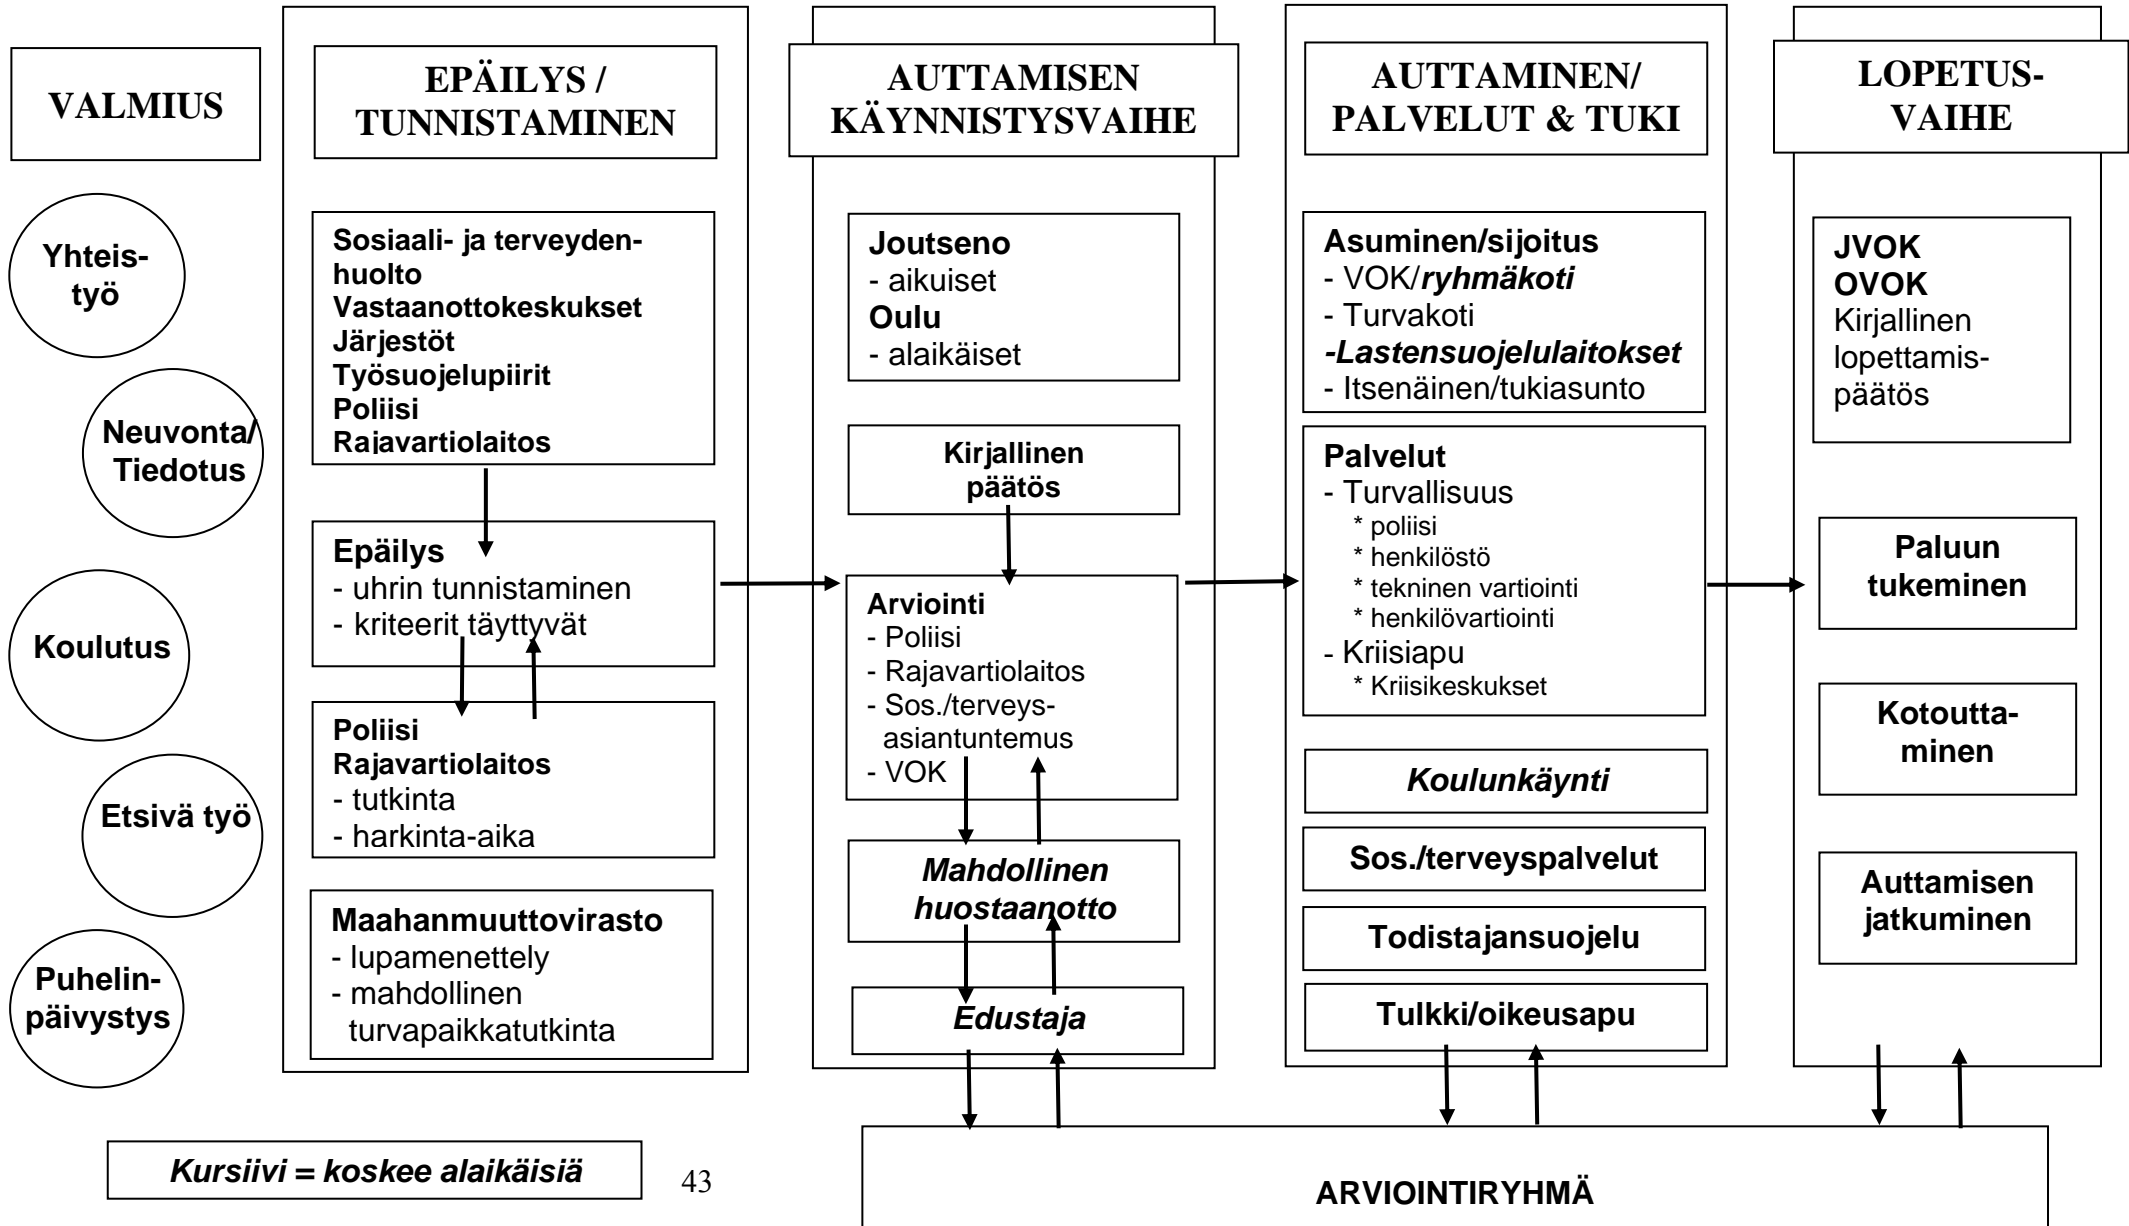 VALMIUS
Yhteis-
työ
Neuvonta/
Tiedotus
Koulutus
Etsivä työ
Puhelin-
päivystys
EPÄILYS /
TUNNISTAMINEN
Sosiaali- ja terveyden-
huolto
Vastaanottokeskukset
Järjestöt
Työsuojelupiirit
Poliisi
Rajavartiolaitos
Epäilys
- uhrin tunnistaminen
- kriteerit täyttyvät
Poliisi
Rajavartiolaitos
- tutkinta
- harkinta-aika
Maahanmuuttovirasto
- lupamenettely
- mahdollinen
turvapaikkatutkinta
AUTTAMISEN
KÄYNNISTYSVAIHE
Joutseno
- aikuiset
Oulu
- alaikäiset
Kirjallinen
päätös
Arviointi
- Poliisi
- Rajavartiolaitos
- Sos./terveys-
asiantuntemus
- VOK
Mahdollinen
huostaanotto
Edustaja
AUTTAMINEN/
PALVELUT & TUKI
Asuminen/sijoitus
- VOK/ryhmäkoti
- Turvakoti
-Lastensuojelulaitokset
- Itsenäinen/tukiasunto
Palvelut
- Turvallisuus
* poliisi
* henkilöstö
* tekninen vartiointi
* henkilövartiointi
- Kriisiapu
* Kriisikeskukset
Koulunkäynti
Sos./terveyspalvelut
Todistajansuojelu
Tulkki/oikeusapu
LOPETUS-
VAIHE
JVOK
OVOK
Kirjallinen
lopettamis-
päätös
Paluun
tukeminen
Kotoutta-
minen
Auttamisen
jatkuminen
Kursiivi = koskee alaikäisiä
43
ARVIOINTIRYHMÄ